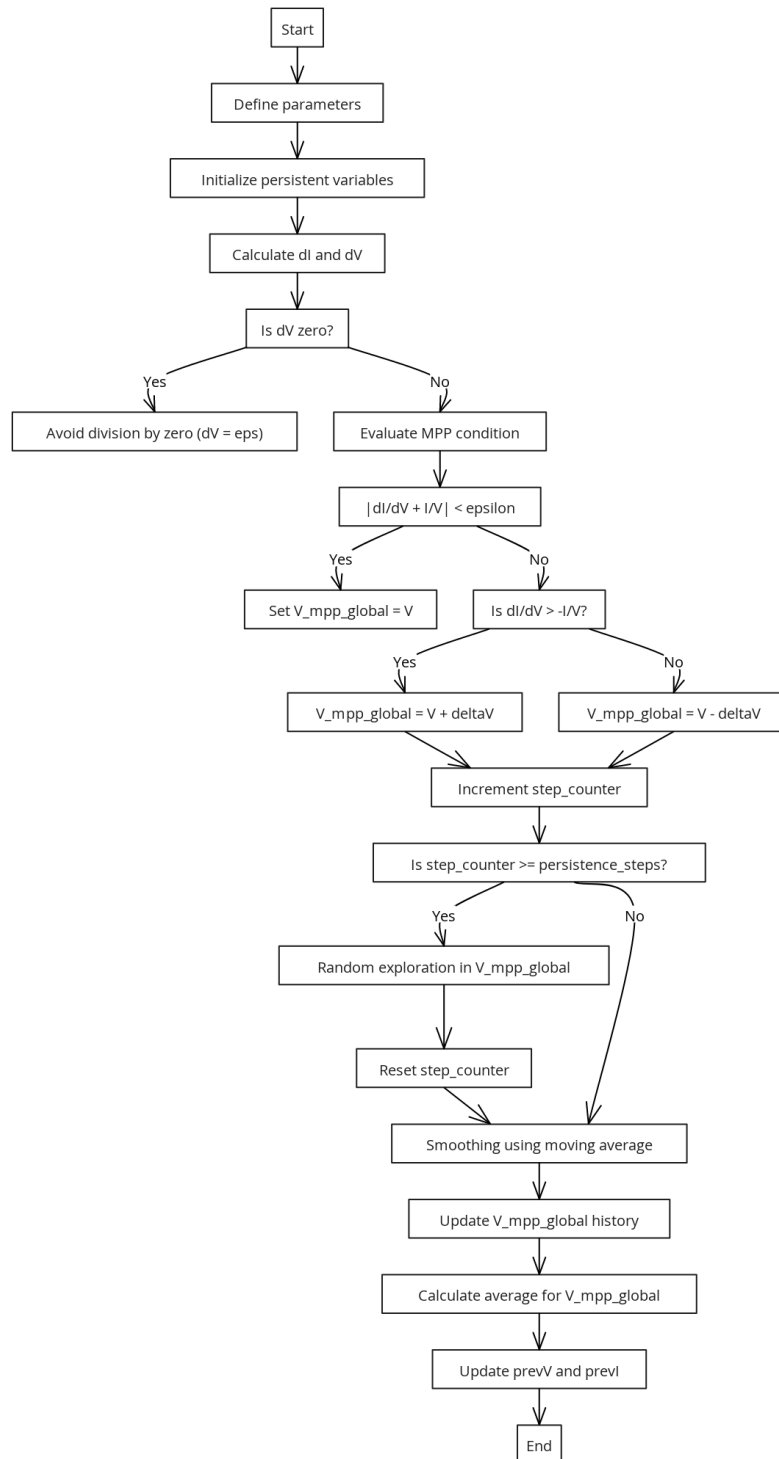 Start
Define parameters
Initialize persistent variables
Calculate dI and dV
Is dV zero?
Yes
No
Avoid division by zero (dV = eps)
Evaluate MPP condition
|dI/dV + I/V| < epsilon
Yes
No
Set V_mpp_global = V
Is dI/dV > -I/V?
Yes
No
V_mpp_global = V + deltaV
V_mpp_global = V - deltaV
Increment step_counter
Is step_counter >= persistence_steps?
Yes
No
Random exploration in V_mpp_global
Reset step_counter
Smoothing using moving average
Update V_mpp_global history
Calculate average for V_mpp_global
Update prevV and prevI
End